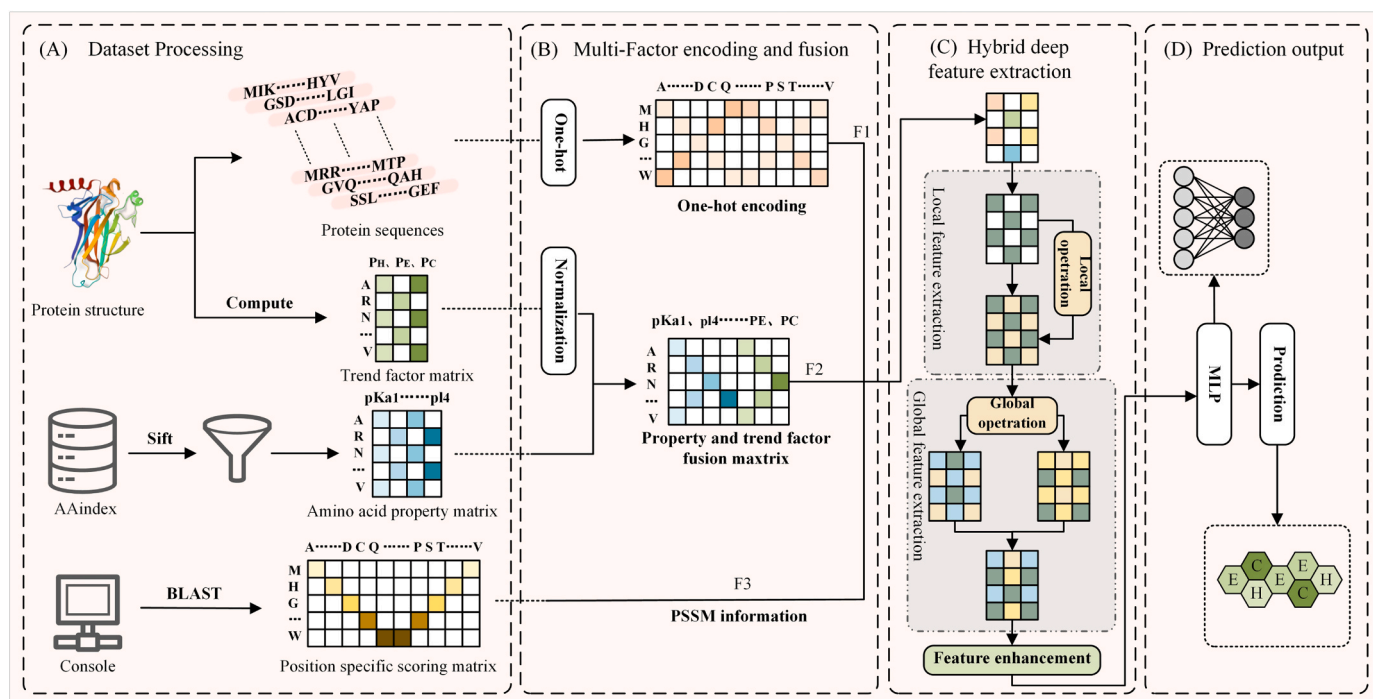 (A) Dataset Processing
MIK······HYV
GSD······LGI
ACD······YAP
MRR······MTP
GVQ······QAH
SSL······GEF
Protein sequences
Protein structure
Compute
PH、PE、PC
A
R
N
...
V
Trend factor matrix
AAindex
Sift
pKa1······pl4
A
R
N
...
V
Amino acid property matrix
Console
BLAST
A······D C Q ······ P S T······V
M
H
G
...
W
Position specific scoring matrix
(B) Multi-Factor encoding and fusion
One-hot
A······D C Q ······P S T······V
M
H
G
...
W
One-hot encoding
F1
Normalization
pKa1、pl4······PE、PC
A
R
N
...
V
Property and trend factor
fusion maxtrix
F2
F3
PSSM information
(C) Hybrid deep
feature extraction
Local feature extraction
Local
opetration
Global feature extraction
Global
opetration
Feature enhancement
(D) Prediction output
MLP
Prodiction
C E
E E H
H C